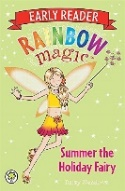 EARLY READER
RAINBOW
magic
Summer the
Holiday Fairy